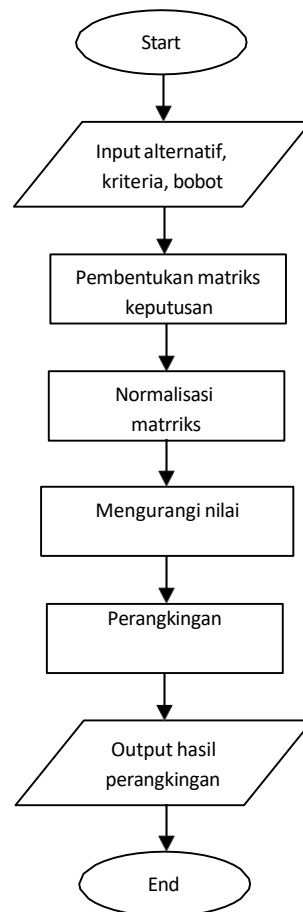 Start
Input alternatif,
kriteria, bobot
Pembentukan matriks
keputusan
Normalisasi
matrriks
Mengurangi nilai
Perangkingan
Output hasil
perangkingan
End